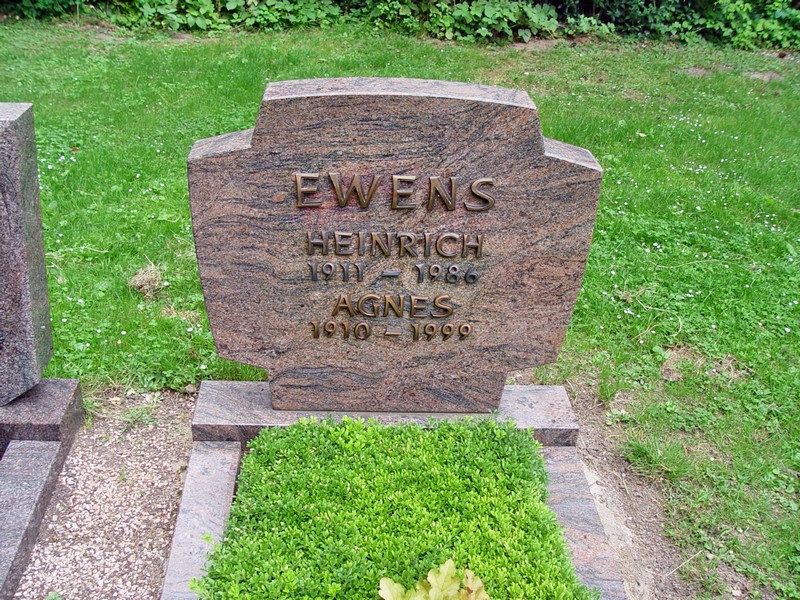 EWENS
HEINRICH
1911 – 1986
AGNES
1910 – 1999